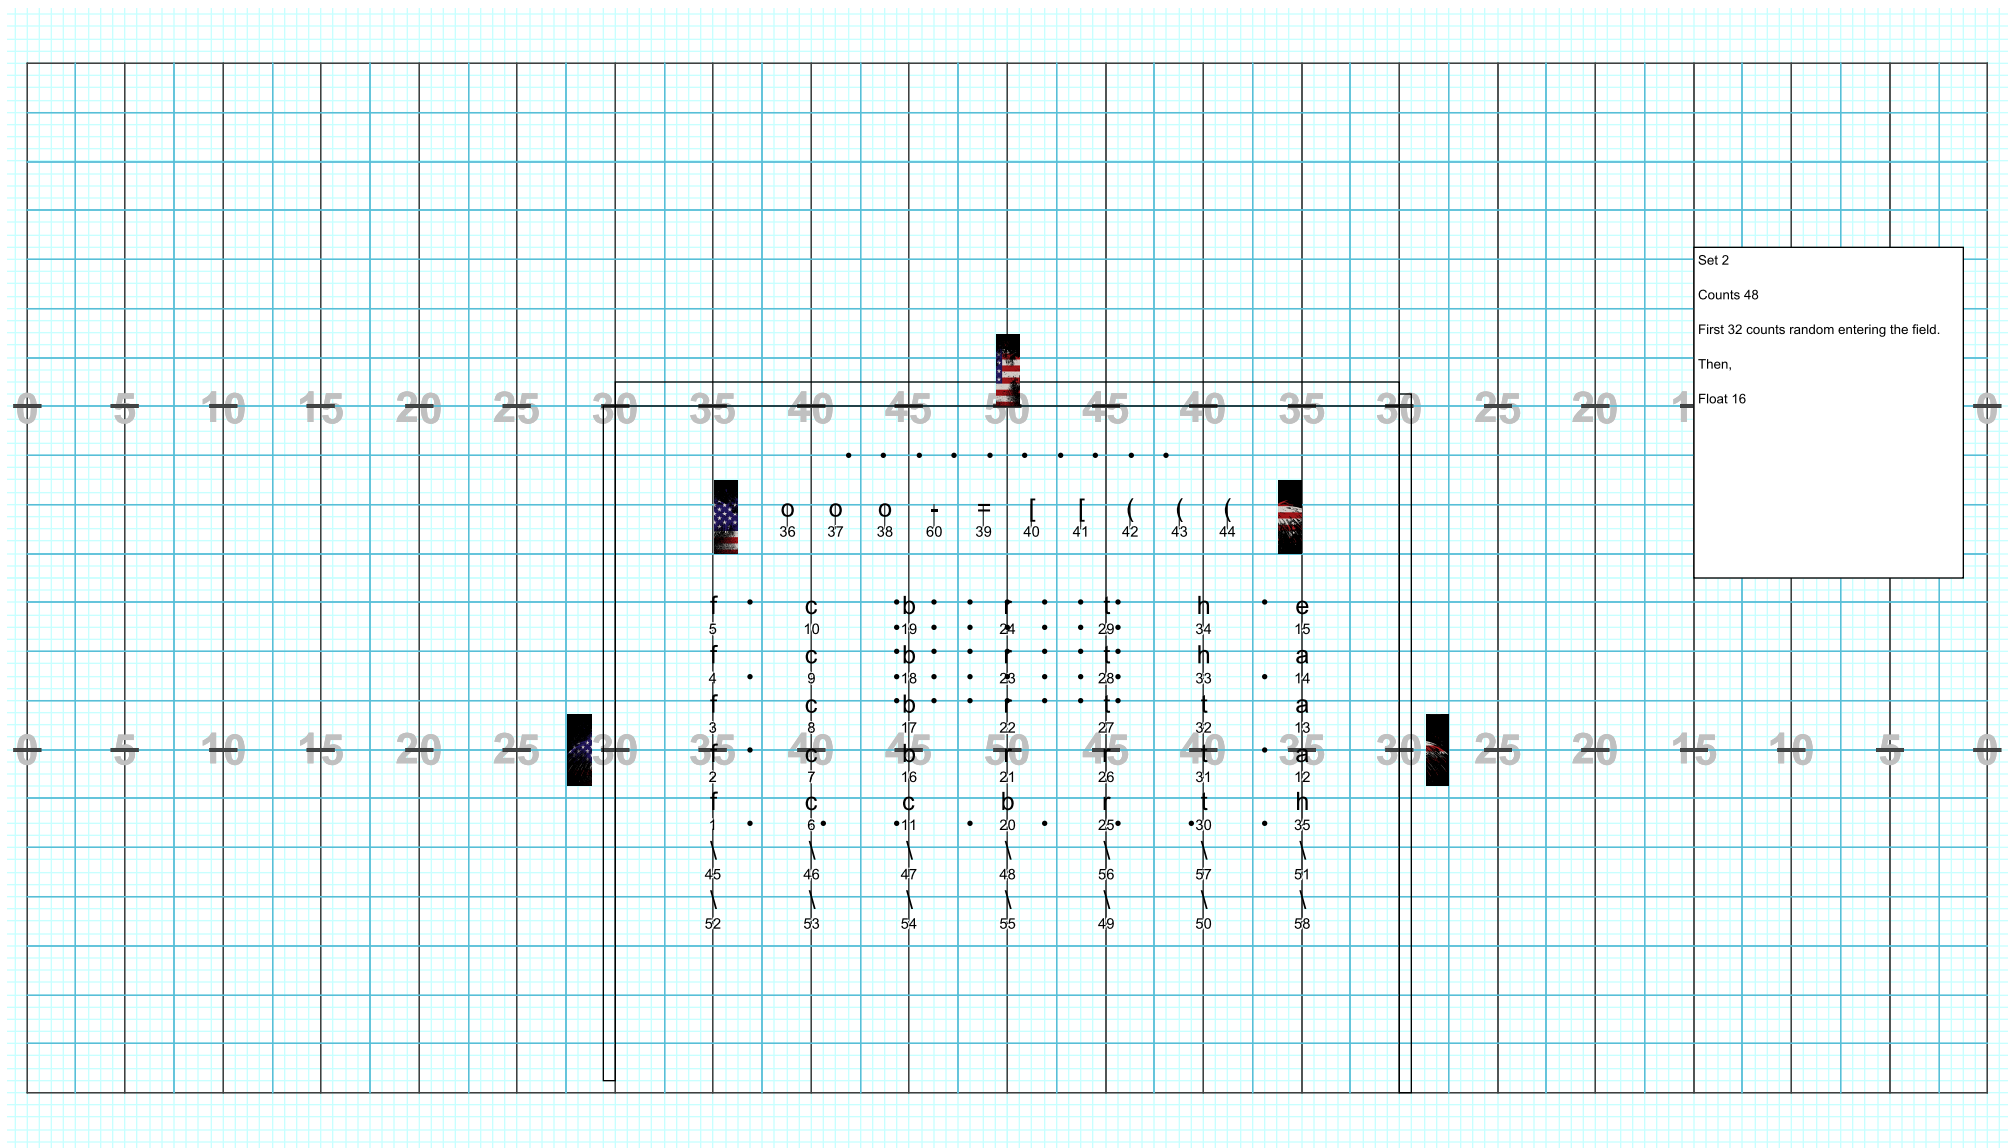 Set 2
Counts 48
First 32 counts random entering the field.
Then,
Float 16
0 5 10 15 20 25 30 35 40 45 50 45 40 35 30 25 20 1 0
o o o - = [ [ ( ( (
36 37 38 60 39 40 41 42 43 44
f c b r t h e
5 10 19 24 29 34 15
f c b r t h a
4 9 18 23 28 33 14
f c b r t t a
3 8 17 22 27 32 13
0 5 10 15 20 25 30 35 40 45 50 45 40 35 30 25 20 15 10 5 0
f c b r r t a
2 7 16 21 26 31 12
f c c b r t h
1 6 11 20 25 30 35
\ \ \ \ \ \ \
45 46 47 48 56 57 51
\ \ \ \ \ \ \
52 53 54 55 49 50 58